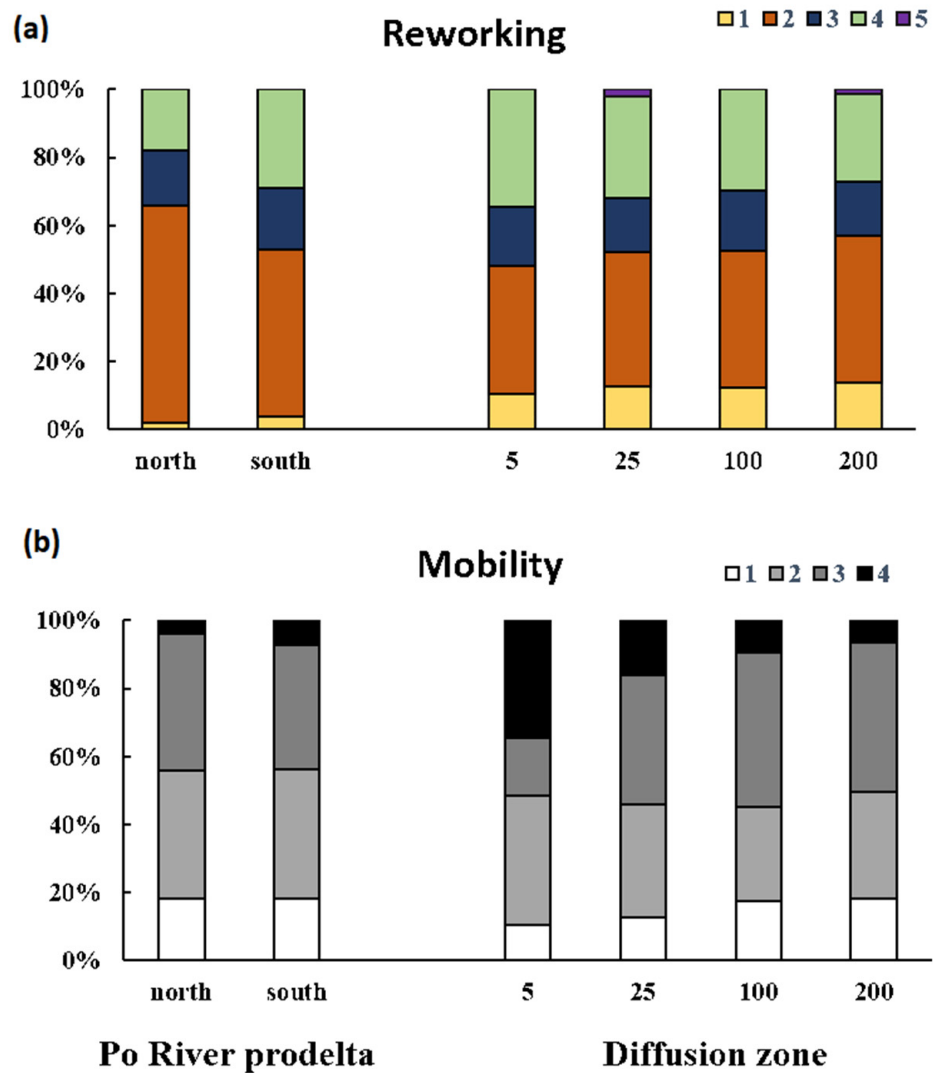 (a)
Reworking
1 2 3 4 5
100%
80%
60%
40%
20%
0%
north south 5 25 100 200
(b)
Mobility
1 2 3 4
100%
80%
60%
40%
20%
0%
north south 5 25 100 200
Po River prodelta Diffusion zone